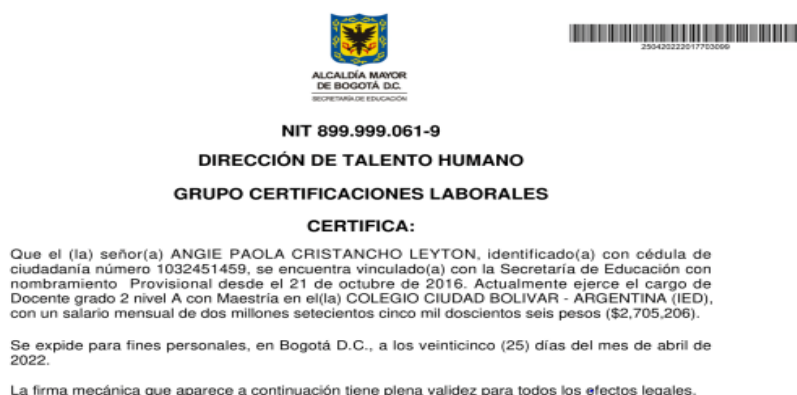 250420222017703099
ALCALDÍA MAYOR
DE BOGOTÁ D.C.
SECRETARÍA DE EDUCACIÓN
NIT 899.999.061-9
DIRECCIÓN DE TALENTO HUMANO
GRUPO CERTIFICACIONES LABORALES
CERTIFICA:
Que el (la) señor(a) ANGIE PAOLA CRISTANCHO LEYTON, identificado(a) con cédula de
ciudadanía número 1032451459, se encuentra vinculado(a) con la Secretaría de Educación con
nombramiento Provisional desde el 21 de octubre de 2016. Actualmente ejerce el cargo de
Docente grado 2 nivel A con Maestría en el(la) COLEGIO CIUDAD BOLIVAR - ARGENTINA (IED),
con un salario mensual de dos millones setecientos cinco mil doscientos seis pesos ($2,705,206).
Se expide para fines personales, en Bogotá D.C., a los veinticinco (25) días del mes de abril de
2022.
La firma mecánica que aparece a continuación tiene plena validez para todos los efectos legales.